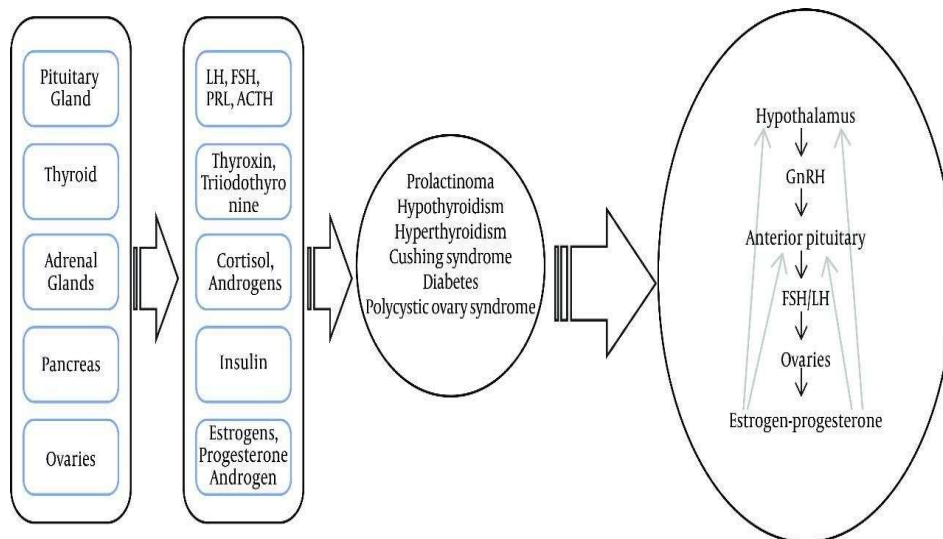 Pituitary
Gland
Thyroid
Adrenal
Glands
Pancreas
Ovaries
LH, FSH,
PRL, ACTH
Thyroxin,
Triiodothyro
nine
Cortisol,
Androgens
Insulin
Estrogens,
Progesterone
Androgen
Prolactinoma
Hypothyroidism
Hyperthyroidism
Cushing syndrome
Diabetes
Polycystic ovary syndrome
Hypothalamus
GnRH
Anterior pituitary
FSH/LH
Ovaries
Estrogen-progesterone